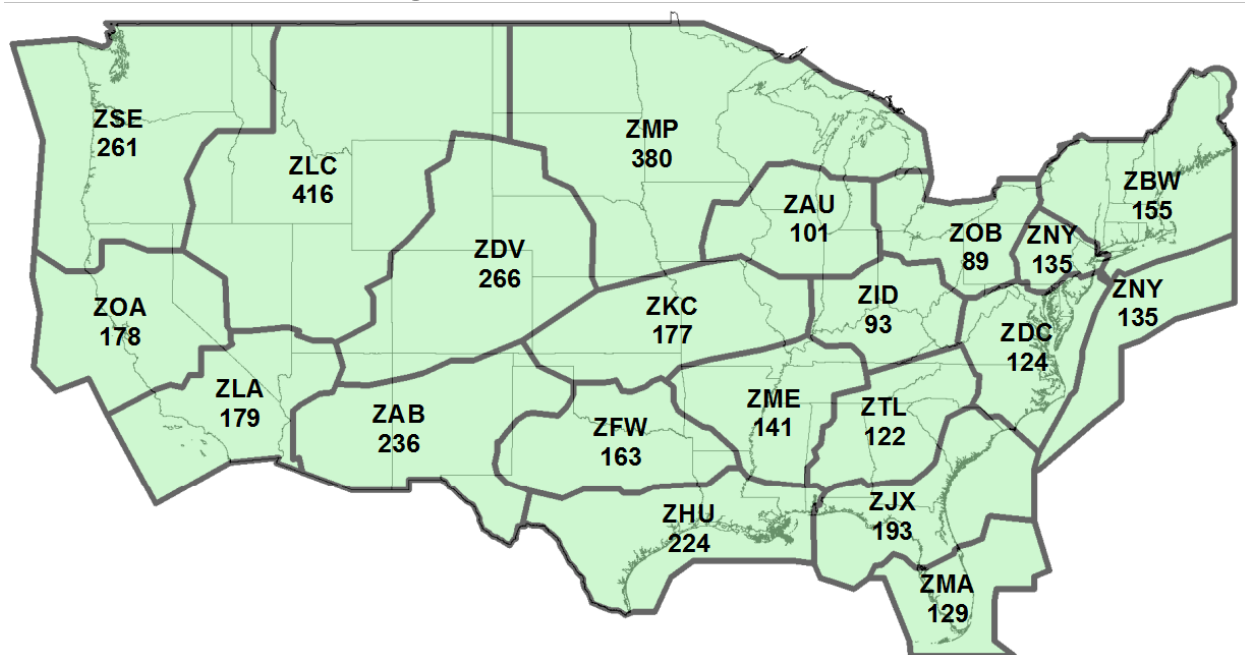 ZSE
261
ZLC
416
ZMP
380
ZDV
266
ZAU
101
ZOB
89
ZNY
135
ZBW
155
ZNY
135
ZOA
178
ZKC
177
ZID
93
ZDC
124
ZLA
179
ZAB
236
ZFW
163
ZME
141
ZTL
122
ZHU
224
ZJX
193
ZMA
129